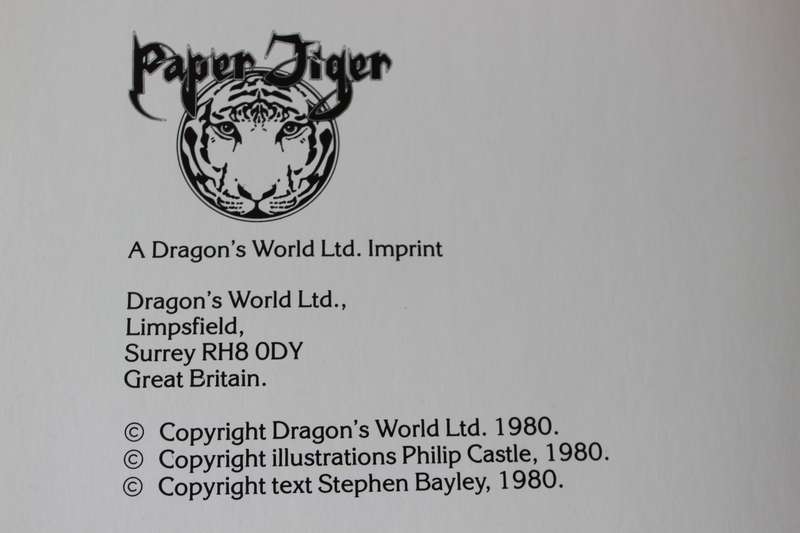 Paper Tiger
A Dragon's World Ltd. Imprint
Dragon's World Ltd.,
Limpsfield,
Surrey RH8 0DY
Great Britain.
© Copyright Dragon's World Ltd. 1980.
© Copyright illustrations Philip Castle, 1980.
© Copyright text Stephen Bayley, 1980.